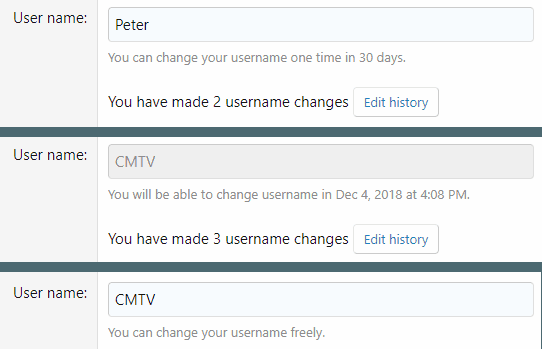 User name: Peter
You can change your username one time in 30 days.
You have made 2 username changes Edit history
User name: CMTV
You will be able to change username in Dec 4, 2018 at 4:08 PM.
You have made 3 username changes Edit history
User name: CMTV
You can change your username freely.